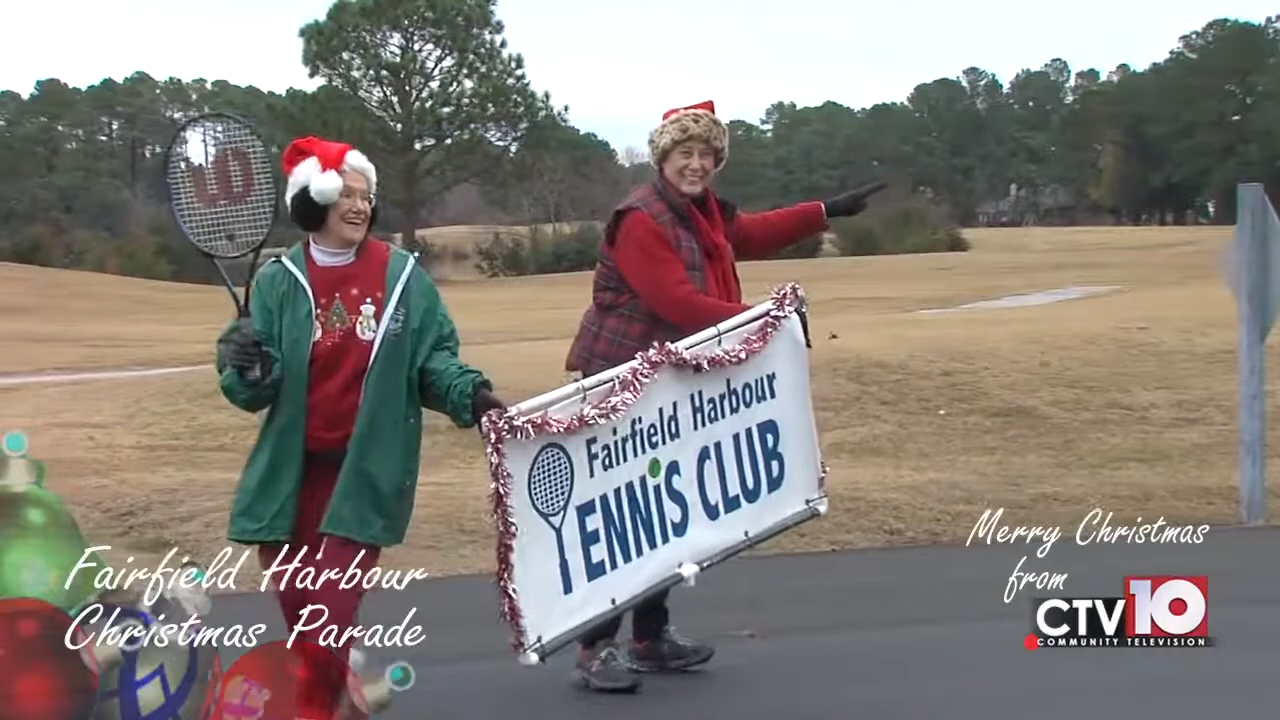 Fairfield Harbour
TENNiS CLUB
Fairfield Harbour
Christmas Parade
Merry Christmas
from
CTV10
COMMUNITY TELEVISION